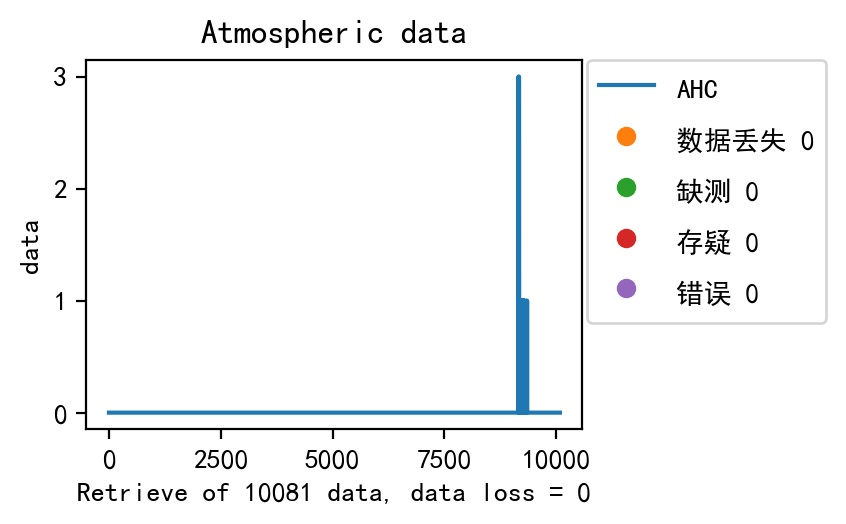 Atmospheric data
3
2
1
0
data
0 2500 5000 7500 10000
Retrieve of 10081 data, data loss = 0
AHC
数据丢失 0
缺测 0
存疑 0
错误 0